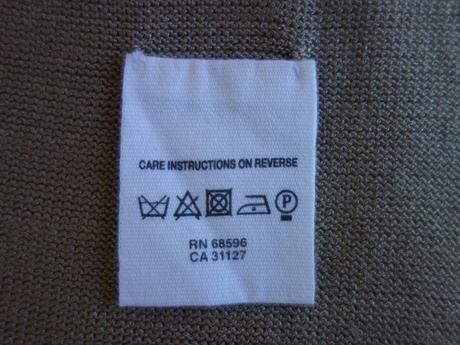 CARE INSTRUCTIONS ON REVERSE
P
RN 68596
CA 31127